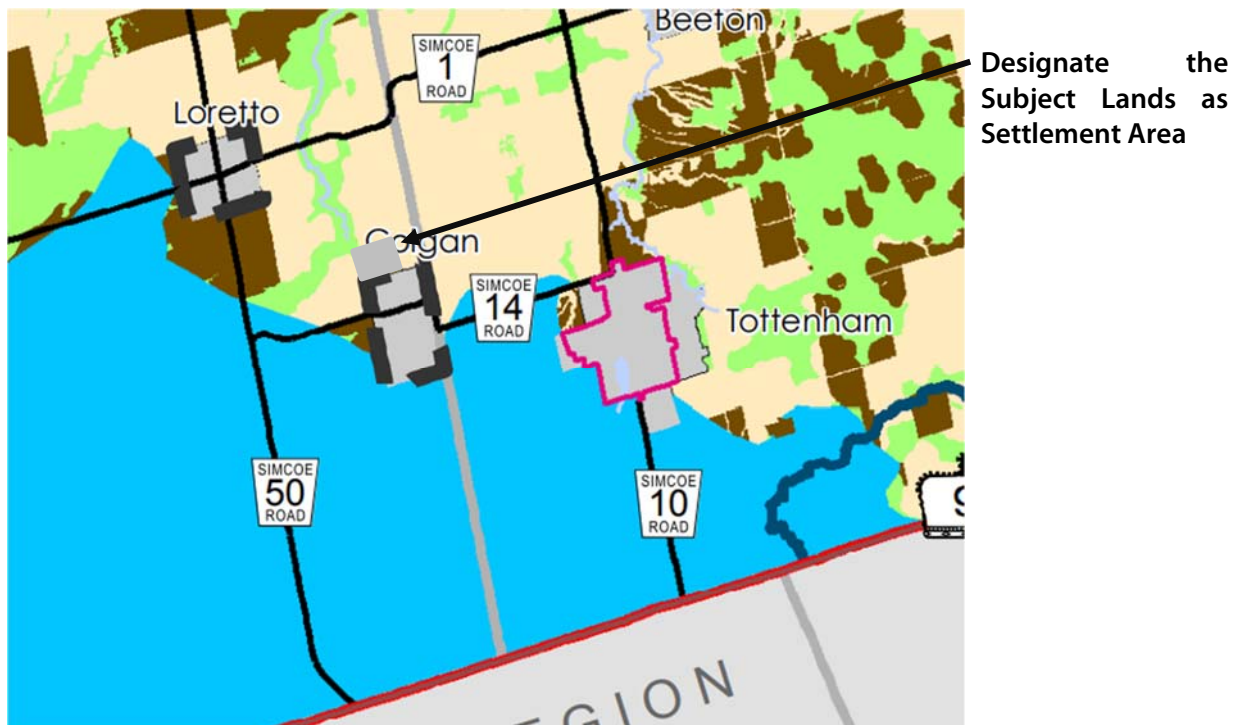 Beeton
SIMCOE
1
ROAD
Designate the
Subject Lands as
Settlement Area
Loretto
Colgan
SIMCOE
14
ROAD
Tottenham
SIMCOE
50
ROAD
SIMCOE
10
ROAD
9
GION